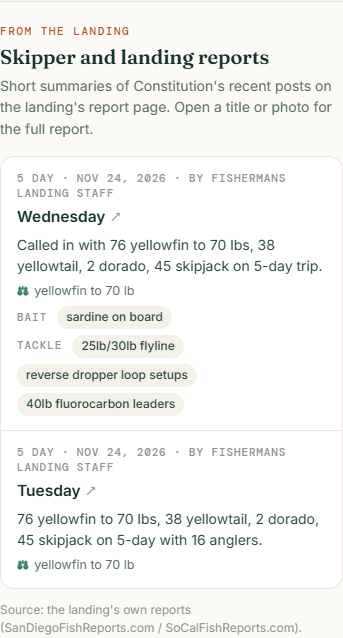 FROM THE LANDING
Skipper and landing reports
Short summaries of Constitution's recent posts on
the landing's report page. Open a title or photo for
the full report.
5 DAY · NOV 24, 2026 · BY FISHERMANS
LANDING STAFF
Wednesday ↗
Called in with 76 yellowfin to 70 lbs, 38
yellowtail, 2 dorado, 45 skipjack on 5-day trip.
yellowfin to 70 lb
BAIT sardine on board
TACKLE 25lb/30lb flyline
reverse dropper loop setups
40lb fluorocarbon leaders
5 DAY · NOV 24, 2026 · BY FISHERMANS
LANDING STAFF
Tuesday ↗
76 yellowfin to 70 lbs, 38 yellowtail, 2 dorado,
45 skipjack on 5-day with 16 anglers.
yellowfin to 70 lb
Source: the landing's own reports
(SanDiegoFishReports.com / SoCalFishReports.com).